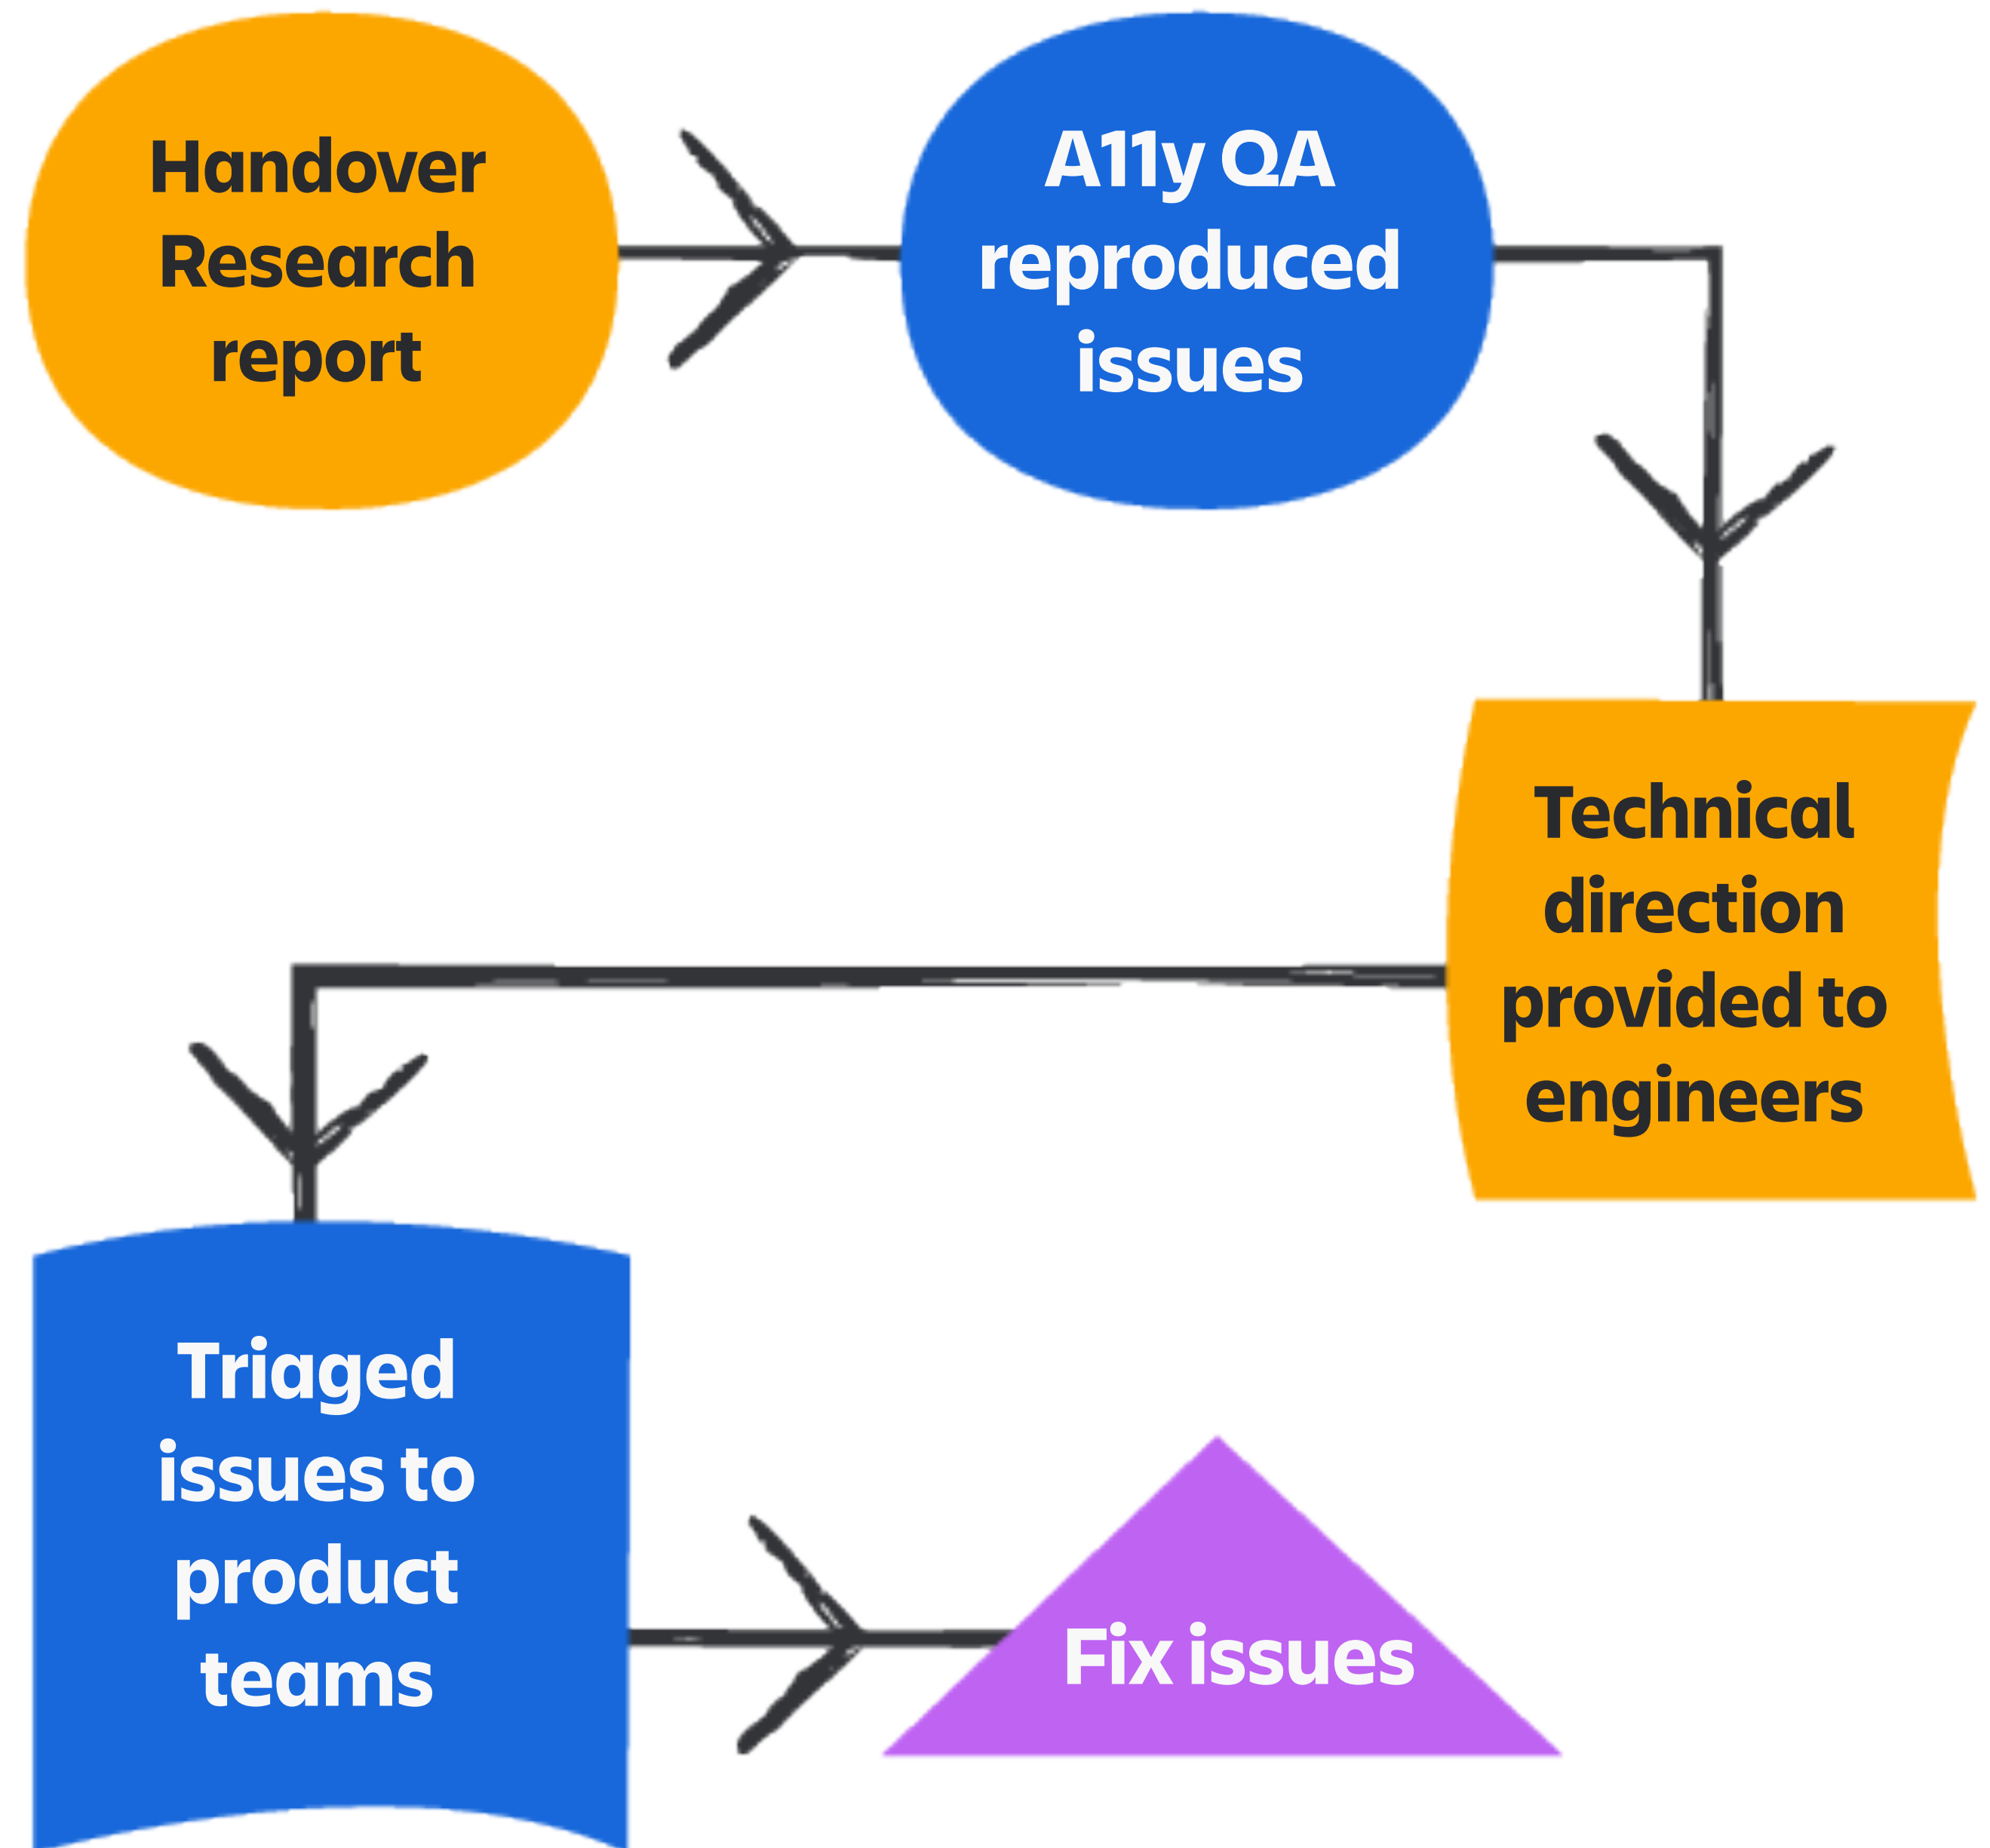 Handover
Research
report
A11y QA
reproduced
issues
Technical
direction
provided to
engineers
Triaged
issues to
product
teams
Fix issues